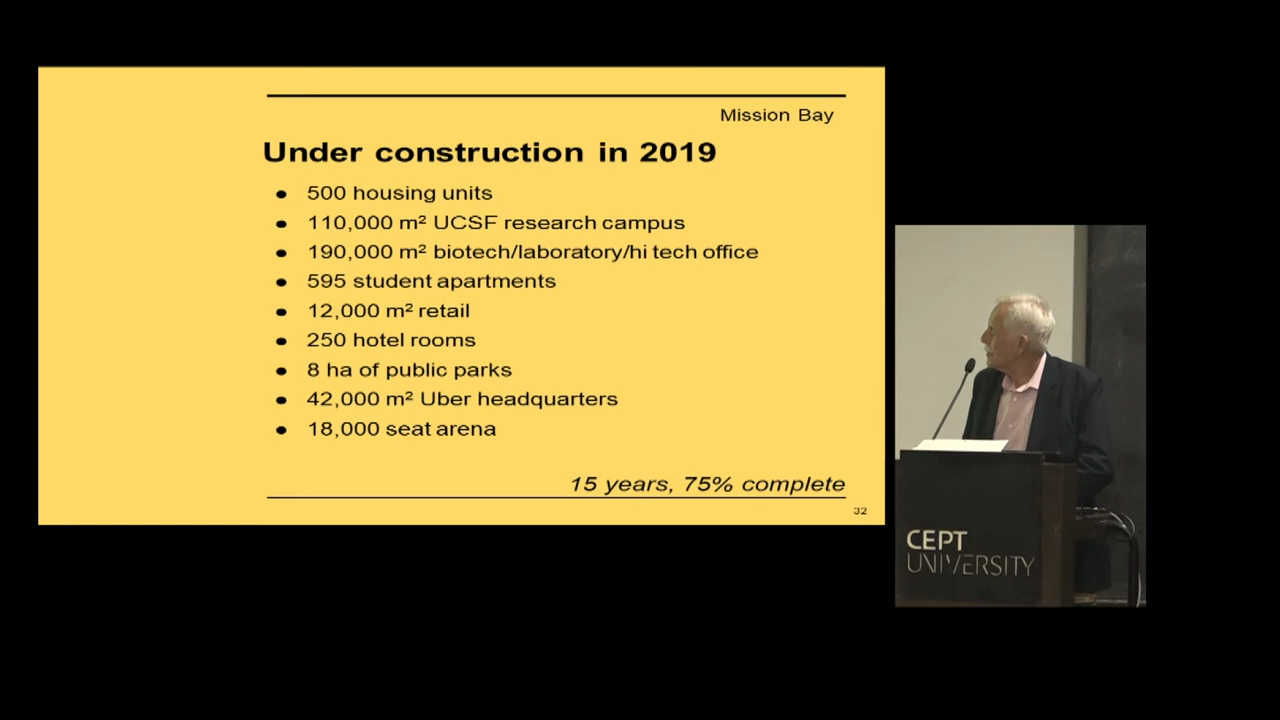 Mission Bay
Under construction in 2019
● 500 housing units
● 110,000 m² UCSF research campus
● 190,000 m² biotech/laboratory/hi tech office
● 595 student apartments
● 12,000 m² retail
● 250 hotel rooms
● 8 ha of public parks
● 42,000 m² Uber headquarters
● 18,000 seat arena
15 years, 75% complete
32
CEPT
UNIVERSITY